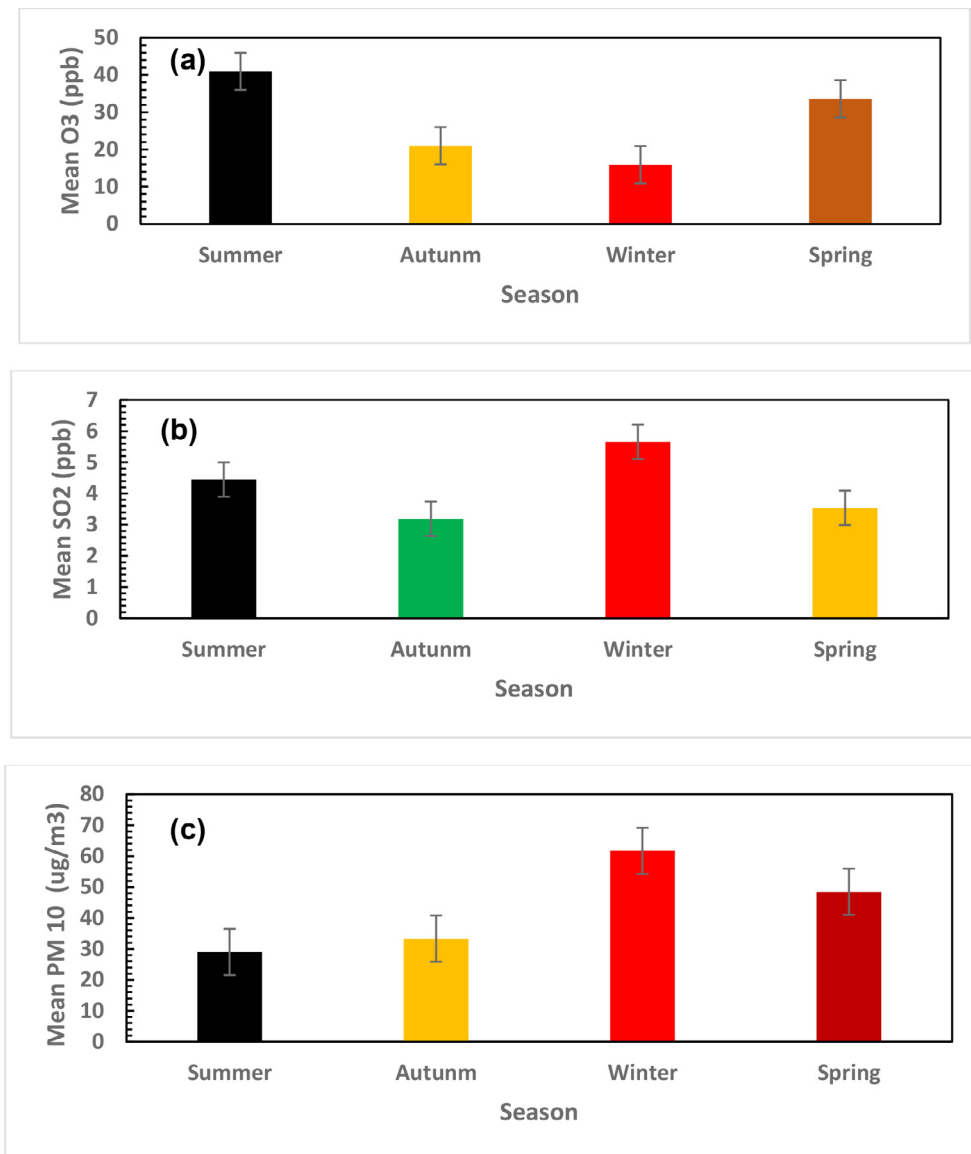 (a)
Mean O3 (ppb)
50
40
30
20
10
0
Summer Autunm Winter Spring
Season
(b)
Mean SO2 (ppb)
7
6
5
4
3
2
1
0
Summer Autunm Winter Spring
Season
(c)
Mean PM 10 (ug/m3)
80
70
60
50
40
30
20
10
0
Summer Autunm Winter Spring
Season